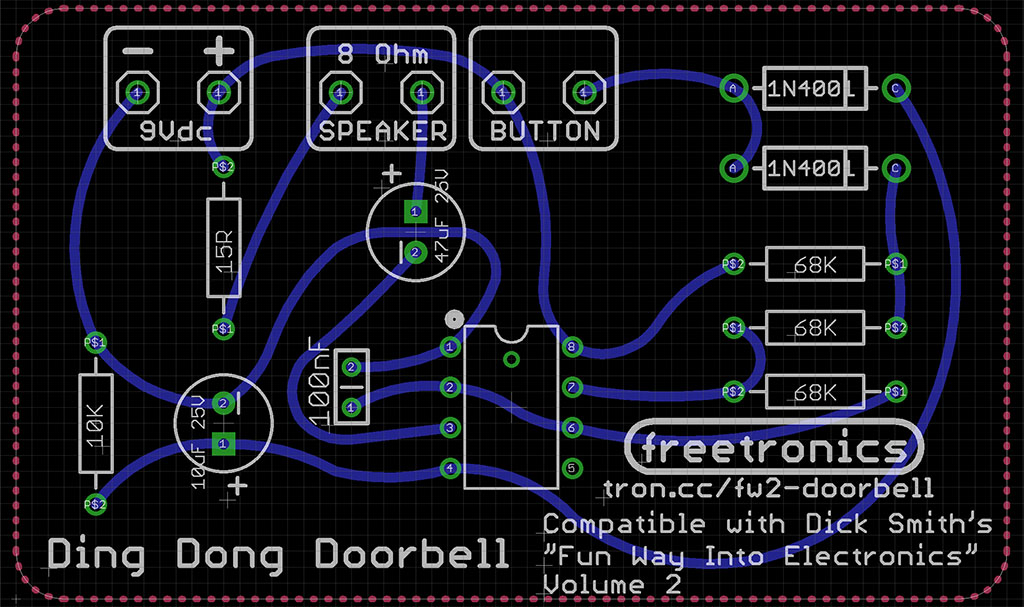 − +
8 Ohm
1 1 1 1 1 1
9Vdc SPEAKER BUTTON
A 1N4001 C
A 1N4001 C
P$2
+
47uF 25V
1
2
15R
P$1
P$2 68K P$1
P$1 68K P$2
P$2 68K P$1
100nF
2
1
1 8
2 7
3 6
4 5
P$1
10K
P$2
10uF 25V
2
1
+
freetronics
tron.cc/fw2-doorbell
Compatible with Dick Smith's
"Fun Way Into Electronics"
Volume 2
Ding Dong Doorbell